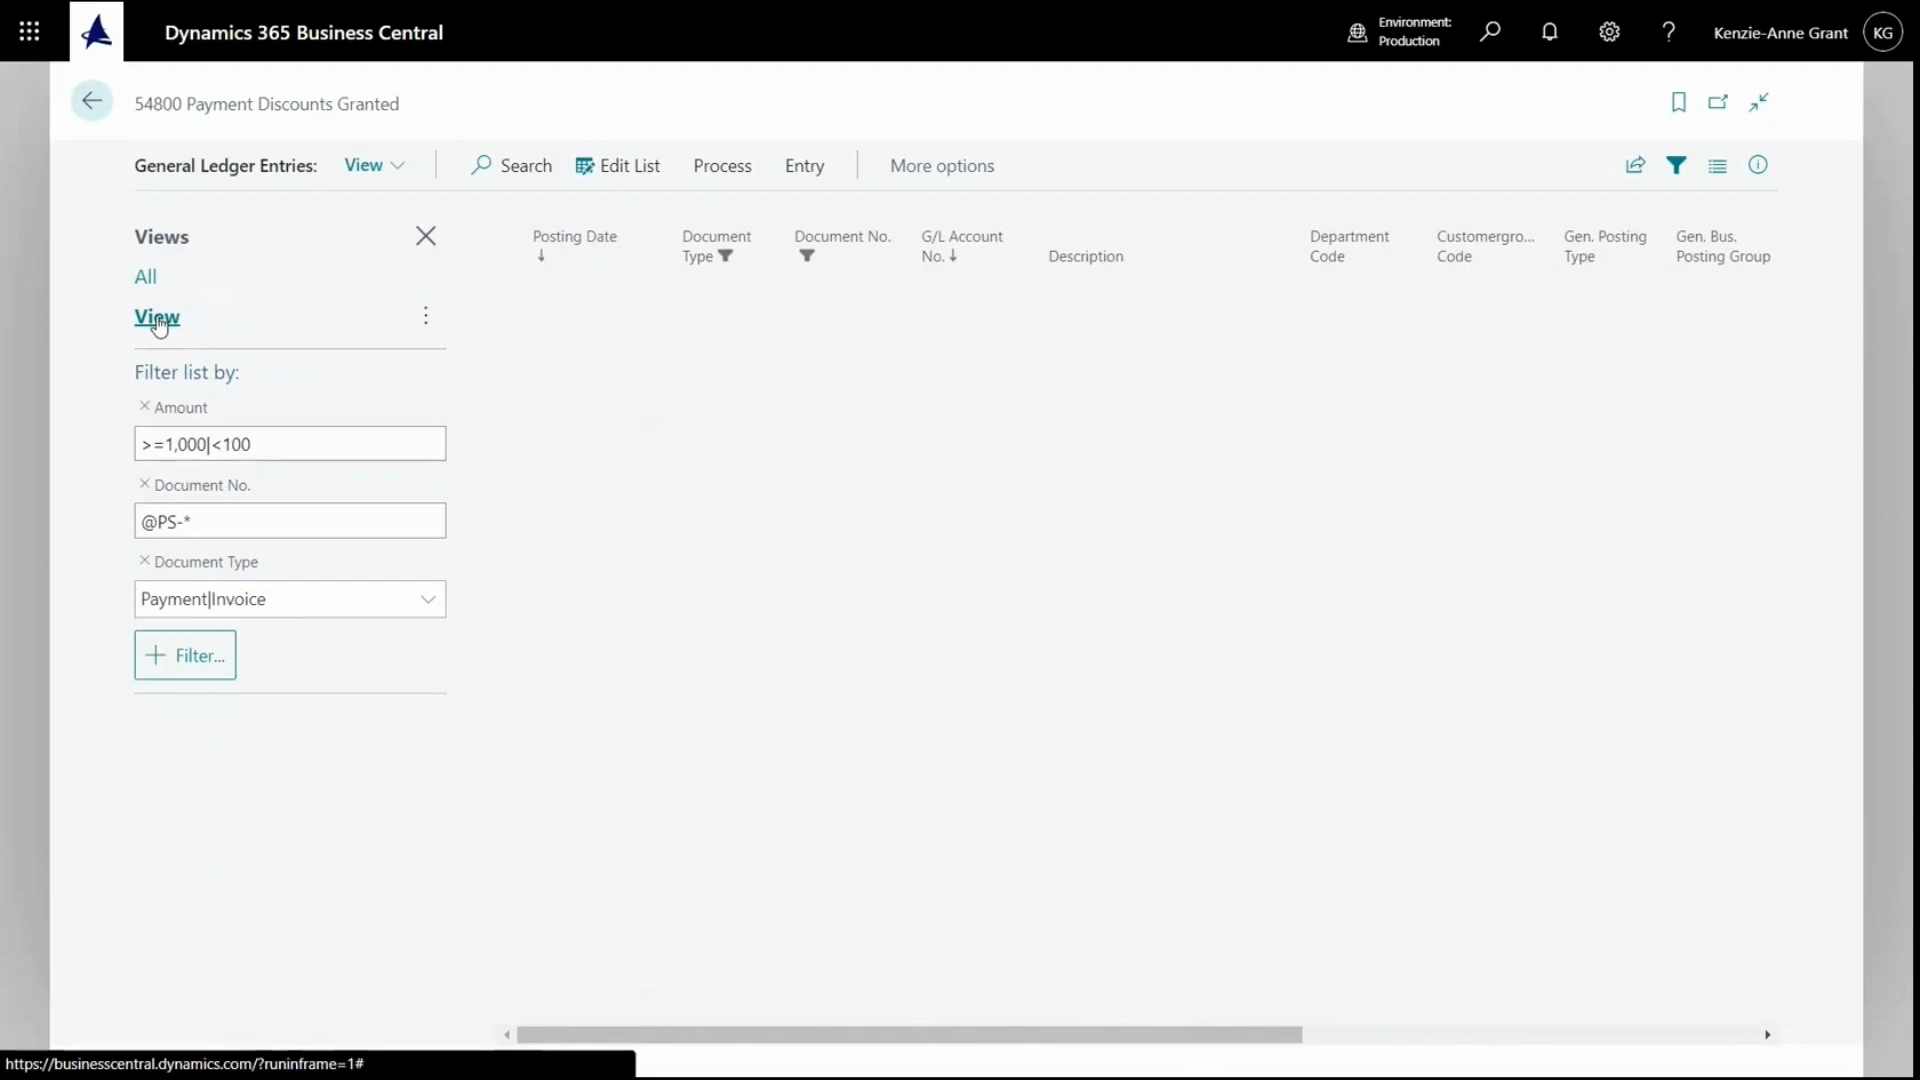 Dynamics 365 Business Central
Environment:
Production
Kenzie-Anne Grant
KG
54800 Payment Discounts Granted
General Ledger Entries:
View
Search
Edit List
Process
Entry
More options
Views
All
View
Filter list by:
Amount
>=1,000|<100
Document No.
@PS-*
Document Type
Payment|Invoice
Filter...
Posting Date
Document
Type
Document No.
G/L Account
No.
Description
Department
Code
Customergro...
Code
Gen. Posting
Type
Gen. Bus.
Posting Group
https://businesscentral.dynamics.com/?runinframe=1#